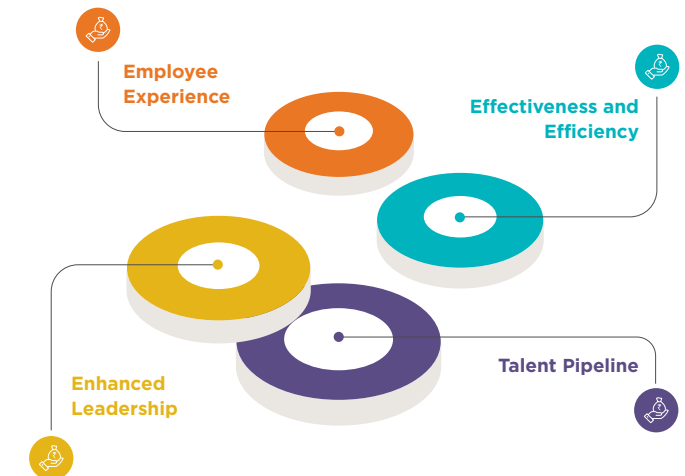 Employee
Experience
Effectiveness and
Efficiency
Enhanced
Leadership
Talent Pipeline